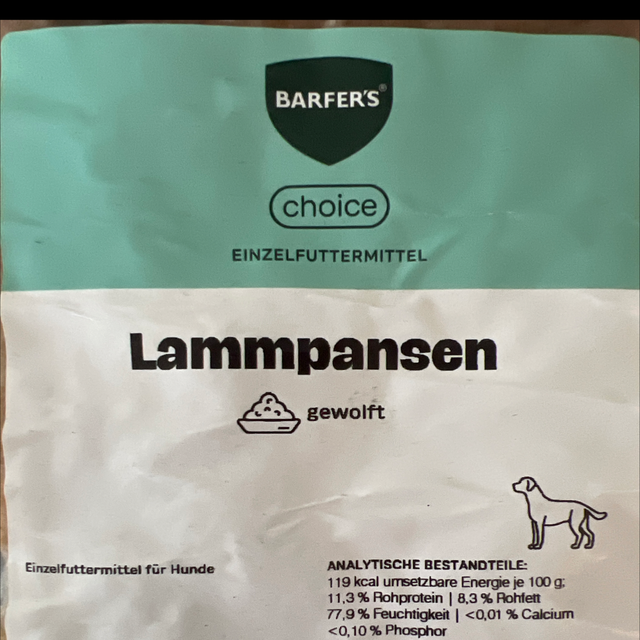 BARFER'S®
choice
EINZELFUTTERMITTEL
Lammpansen
gewolft
Einzelfuttermittel für Hunde
ANALYTISCHE BESTANDTEILE:
119 kcal umsetzbare Energie je 100 g;
11,3 % Rohprotein | 8,3 % Rohfett
77,9 % Feuchtigkeit | <0,01 % Calcium
<0,10 % Phosphor